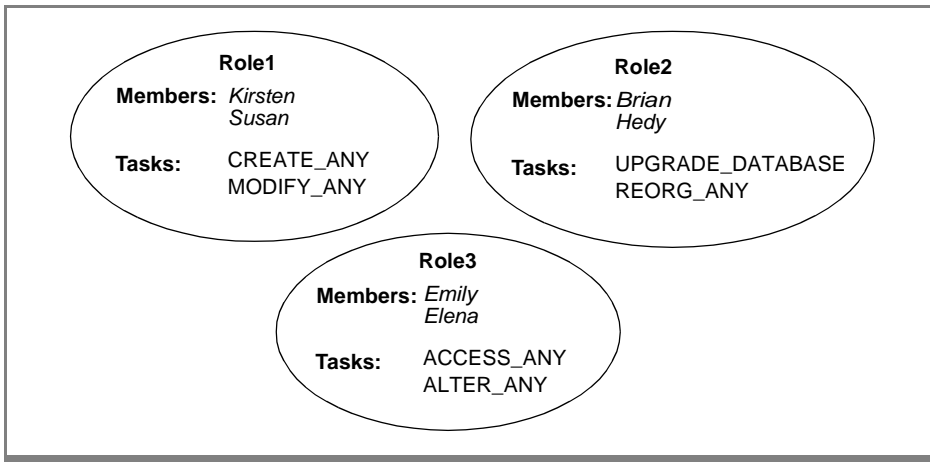 Role1
Members: Kirsten
Susan
Tasks: CREATE_ANY
MODIFY_ANY
Role2
Members: Brian
Hedy
Tasks: UPGRADE_DATABASE
REORG_ANY
Role3
Members: Emily
Elena
Tasks: ACCESS_ANY
ALTER_ANY